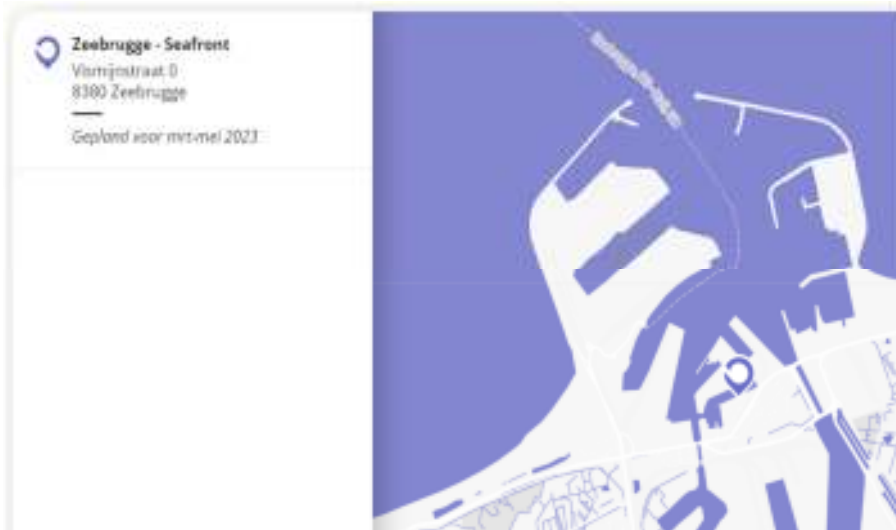 Zeebrugge - Seafront
Vismijnstraat 0
8380 Zeebrugge
Gepland voor mrt-mei 2023